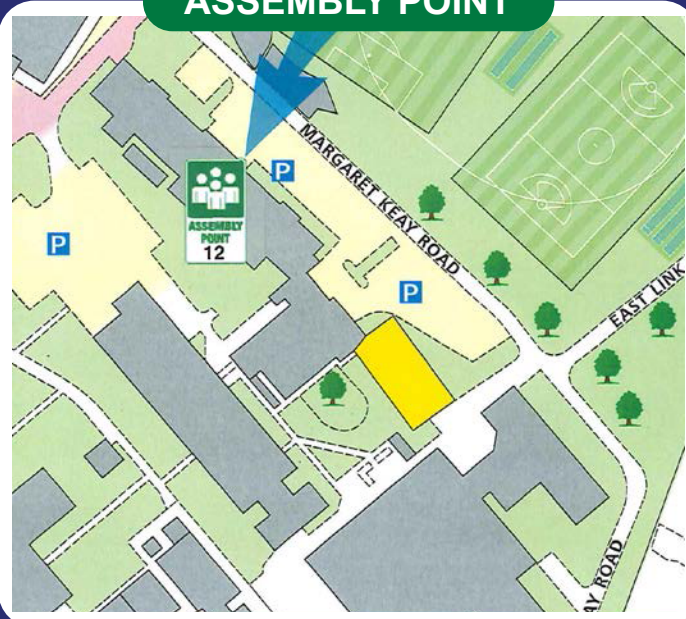 ASSEMBLY POINT
MARGARET KEAY ROAD
P
ASSEMBLY
POINT
12
P
P
EAST LINK
AY ROAD